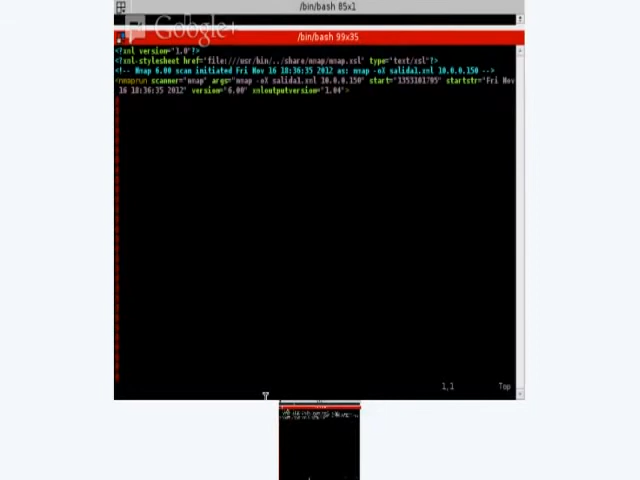 /bin/bash 85x1
Google+
/bin/bash 99x35
<?xml version="1.0"?>
<?xml-stylesheet href="file:///usr/bin/../share/nmap/nmap.xsl" type="text/xsl"?>
<!-- Nmap 6.00 scan initiated Fri Nov 16 18:36:35 2012 as: nmap -oX salida1.xml 10.0.0.150 -->
<nmaprun scanner="nmap" args="nmap -oX salida1.xml 10.0.0.150" start="1353101795" startstr="Fri Nov
16 18:36:35 2012" version="6.00" xmloutputversion="1.04">
1,1 Top